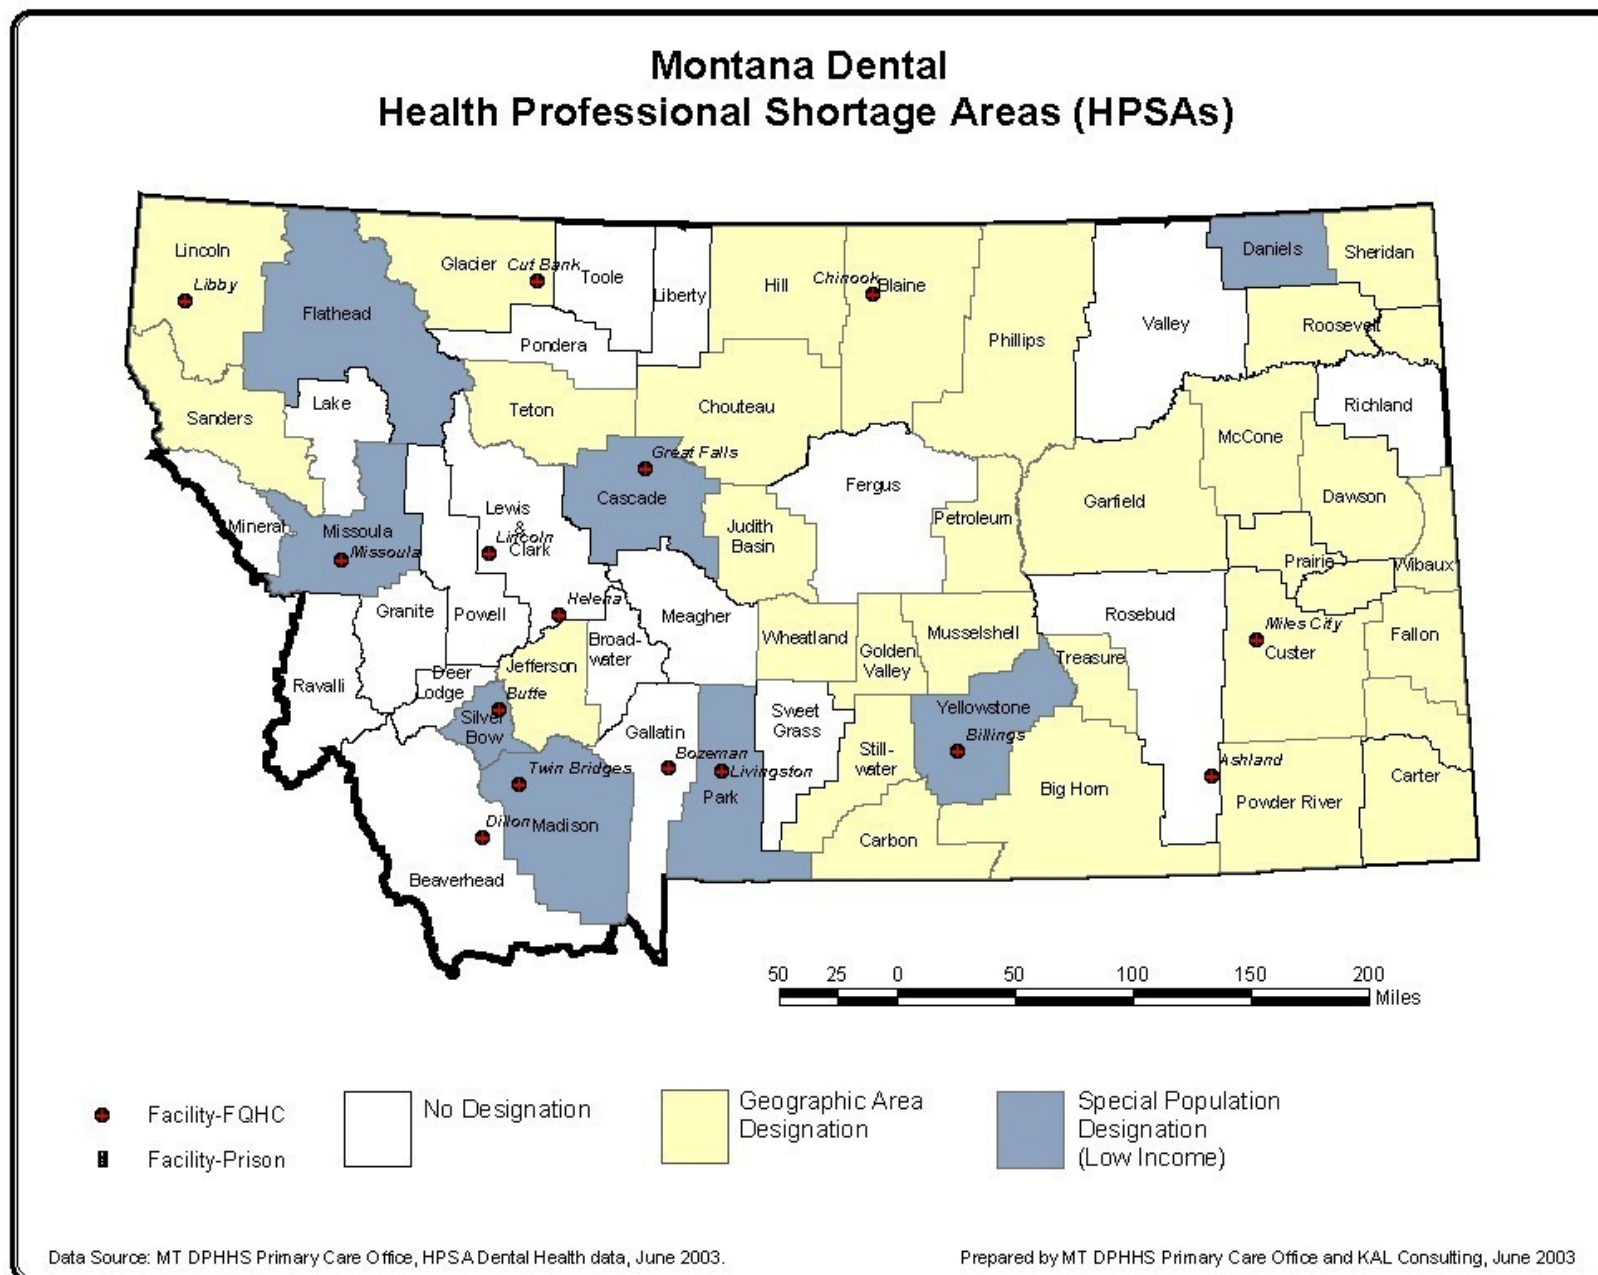 Montana Dental
Health Professional Shortage Areas (HPSAs)
Lincoln
Libby
Flathead
Glacier
Cut Bank
Toole
Liberty
Hill
Chinook
Blaine
Phillips
Valley
Daniels
Sheridan
Roosevelt
Pondera
Sanders
Lake
Teton
Chouteau
Richland
McCone
Great Falls
Cascade
Fergus
Petroleum
Garfield
Dawson
Lewis
&
Clark
Lincoln
Judith
Basin
Mineral
Missoula
Missoula
Prairie
Wibaux
Granite
Powell
Helena
Meagher
Broad-
water
Wheatland
Golden
Valley
Musselshell
Rosebud
Treasure
Miles City
Custer
Fallon
Ravalli
Deer
Lodge
Jefferson
Butte
Silver
Bow
Gallatin
Bozeman
Livingston
Park
Sweet
Grass
Still-
water
Yellowstone
Billings
Big Horn
Ashland
Powder River
Carter
Twin Bridges
Dillon
Madison
Beaverhead
Carbon
50 25 0 50 100 150 200
Miles
Facility-FQHC
Facility-Prison
No Designation
Geographic Area
Designation
Special Population
Designation
(Low Income)
Data Source: MT DPHHS Primary Care Office, HPSA Dental Health data, June 2003.
Prepared by MT DPHHS Primary Care Office and KAL Consulting, June 2003